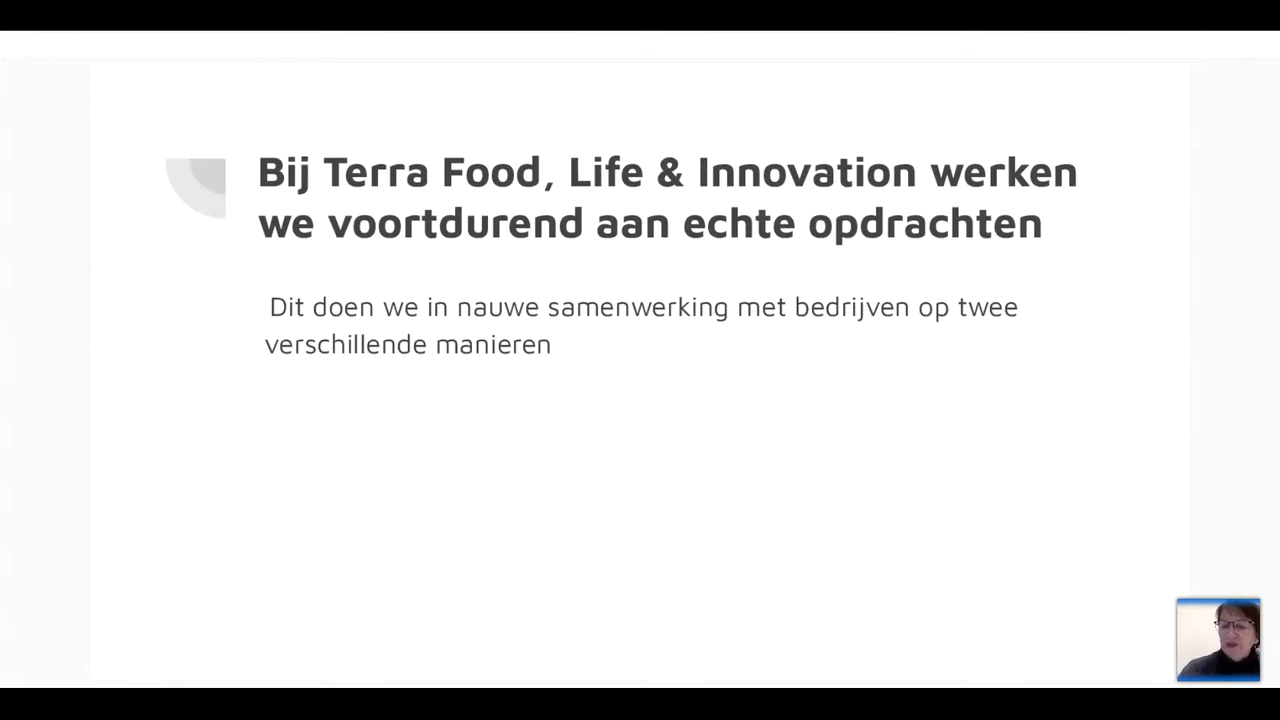 Bij Terra Food, Life & Innovation werken
we voortdurend aan echte opdrachten
Dit doen we in nauwe samenwerking met bedrijven op twee
verschillende manieren